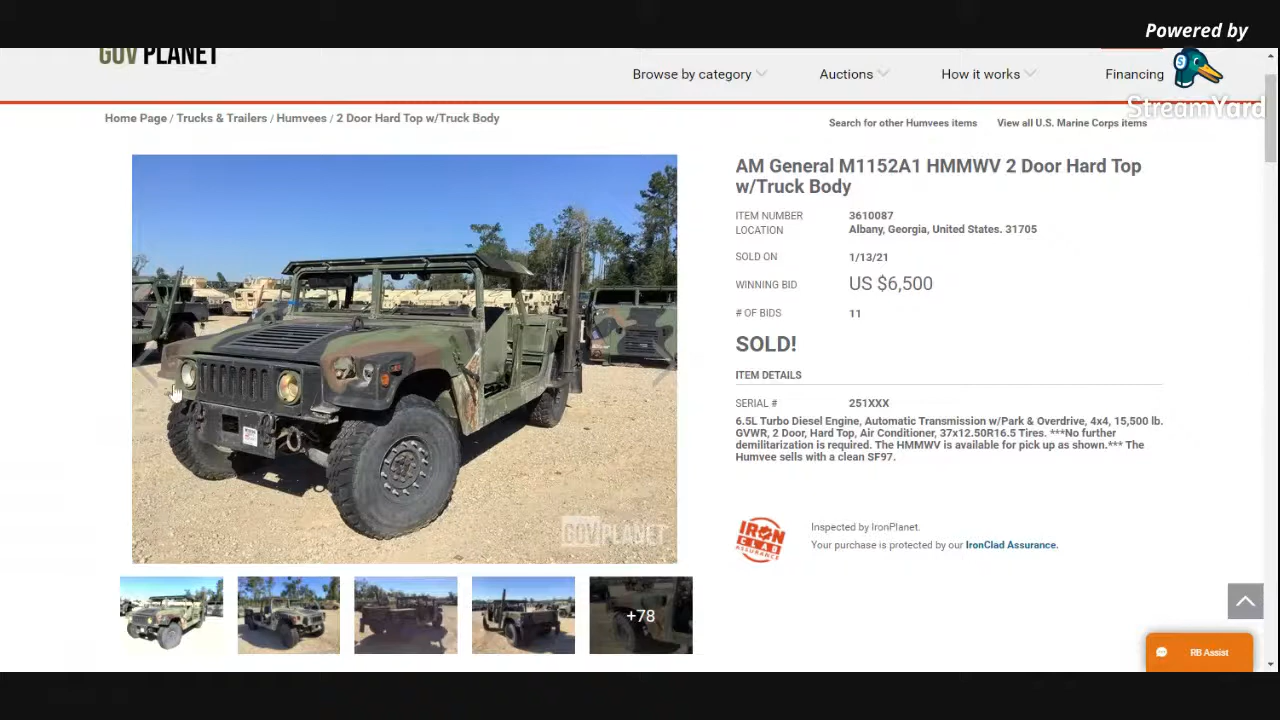 Powered by
StreamYard
GOV PLANET
Browse by category
Auctions
How it works
Financing
Home Page / Trucks & Trailers / Humvees / 2 Door Hard Top w/Truck Body
Search for other Humvees items
View all U.S. Marine Corps items
AM General M1152A1 HMMWV 2 Door Hard Top
w/Truck Body
ITEM NUMBER 3610087
LOCATION Albany, Georgia, United States. 31705
SOLD ON 1/13/21
WINNING BID US $6,500
# OF BIDS 11
SOLD!
ITEM DETAILS
SERIAL # 251XXX
6.5L Turbo Diesel Engine, Automatic Transmission w/Park & Overdrive, 4x4, 15,500 lb.
GVWR, 2 Door, Hard Top, Air Conditioner, 37x12.50R16.5 Tires. ***No further
demilitarization is required. The HMMWV is available for pick up as shown.*** The
Humvee sells with a clean SF97.
IRON
CLAD
ASSURANCE
Inspected by IronPlanet.
Your purchase is protected by our IronClad Assurance.
GOVPLANET
+78
RB Assist